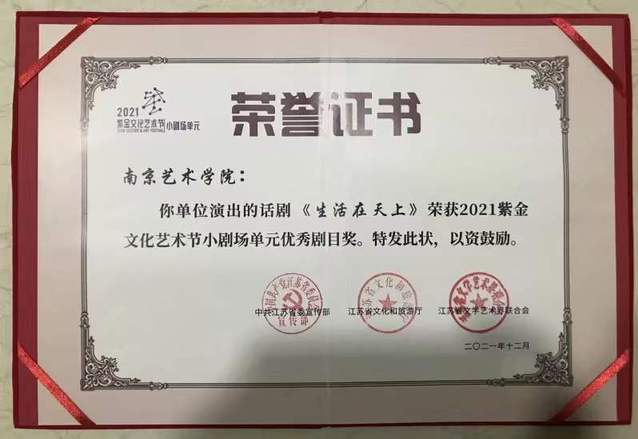 2021
紫金文化艺术节小剧场单元
荣誉证书
南京艺术学院：
你单位演出的话剧《生活在天上》荣获2021紫金
文化艺术节小剧场单元优秀剧目奖。特发此状，以资鼓励。
中共江苏省委宣传部
江苏省文化和旅游厅
江苏省文学艺术界联合会
二〇二一年十二月